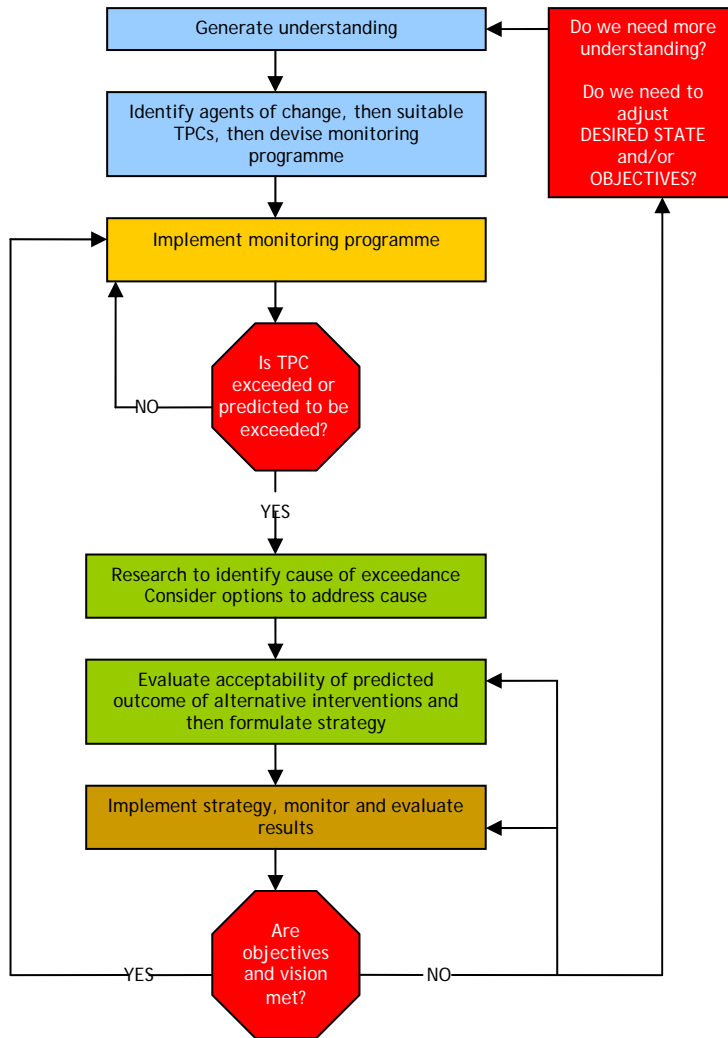 Generate understanding
Do we need more
understanding?
Do we need to
adjust
DESIRED STATE
and/or
OBJECTIVES?
Identify agents of change, then suitable
TPCs, then devise monitoring
programme
Implement monitoring programme
Is TPC
exceeded or
predicted to be
exceeded?
NO
YES
Research to identify cause of exceedance
Consider options to address cause
Evaluate acceptability of predicted
outcome of alternative interventions and
then formulate strategy
Implement strategy, monitor and evaluate
results
Are
objectives
and vision
met?
YES
NO